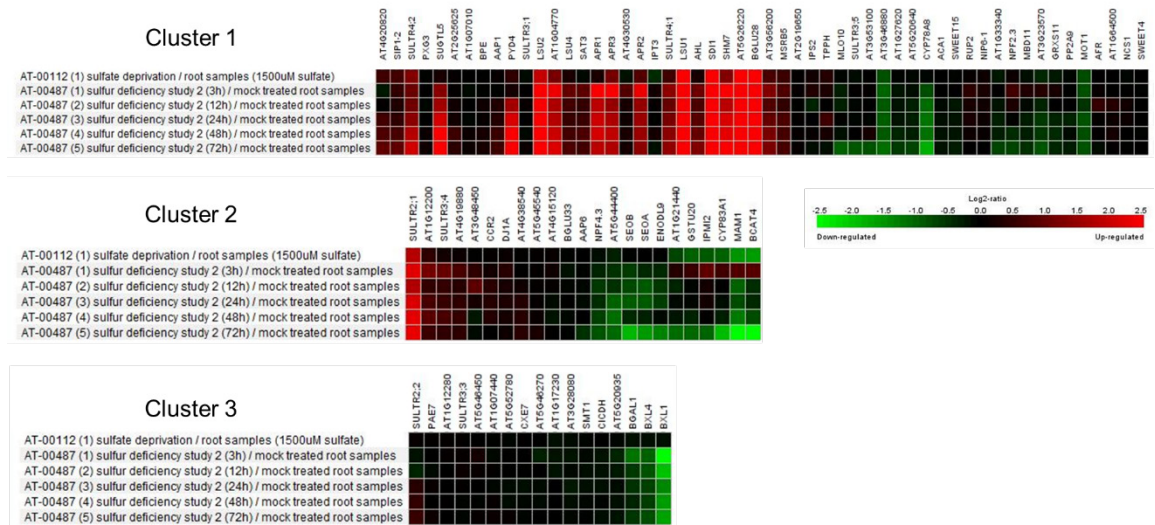 Cluster 1
AT4G20820 SIP1-2 SULTR4;2 PXG3 SUGTL5 AT2G25625 AT1G07010 BPE AAP1 PYD4 SULTR3;1 LSU2 AT1G04770 LSU4 SAT3 APR1 APR3 AT4G30530 APR2 IPT3 SULTR4;1 LSU1 AHL SDI1 SHM7 AT5G26220 BGLU28 AT3G56200 MSRB5 AT2G19650 IPS2 TPPH MLO10 SULTR3;5 AT3G53100 AT3G46880 AT1G27620 AT5G20640 CYP78A8 ACA1 SWEET15 RUP2 NIP6-1 AT1G33340 NPF2.3 MBD11 AT3G23570 GRXS11 PP2A9 MOT1 AFR AT1G64500 NCS1 SWEET4
AT-00112 (1) sulfate deprivation / root samples (1500uM sulfate)
AT-00487 (1) sulfur deficiency study 2 (3h) / mock treated root samples
AT-00487 (2) sulfur deficiency study 2 (12h) / mock treated root samples
AT-00487 (3) sulfur deficiency study 2 (24h) / mock treated root samples
AT-00487 (4) sulfur deficiency study 2 (48h) / mock treated root samples
AT-00487 (5) sulfur deficiency study 2 (72h) / mock treated root samples
Cluster 2
SULTR2;1 AT1G12200 SULTR3;4 AT4G19880 AT3G48450 CCR2 DJ1A AT4G38540 AT5G45540 AT4G15120 BGLU33 AAP6 NPF4.3 AT5G44400 SEOB SEOA ENODL9 AT1G21440 GSTU20 IPMI2 CYP83A1 MAM1 BCAT4
AT-00112 (1) sulfate deprivation / root samples (1500uM sulfate)
AT-00487 (1) sulfur deficiency study 2 (3h) / mock treated root samples
AT-00487 (2) sulfur deficiency study 2 (12h) / mock treated root samples
AT-00487 (3) sulfur deficiency study 2 (24h) / mock treated root samples
AT-00487 (4) sulfur deficiency study 2 (48h) / mock treated root samples
AT-00487 (5) sulfur deficiency study 2 (72h) / mock treated root samples
Log2-ratio
-2.5 -2.0 -1.0 0.0 1.0 2.0 2.5
Down-regulated Up-regulated
Cluster 3
SULTR2;2 PAE7 AT1G12280 SULTR3;3 AT5G46450 AT1G07440 AT5G52780 CXE7 AT5G46270 AT1G17230 AT3G28080 SMT1 CICDH AT5G20935 BGAL1 BXL4 BXL1
AT-00112 (1) sulfate deprivation / root samples (1500uM sulfate)
AT-00487 (1) sulfur deficiency study 2 (3h) / mock treated root samples
AT-00487 (2) sulfur deficiency study 2 (12h) / mock treated root samples
AT-00487 (3) sulfur deficiency study 2 (24h) / mock treated root samples
AT-00487 (4) sulfur deficiency study 2 (48h) / mock treated root samples
AT-00487 (5) sulfur deficiency study 2 (72h) / mock treated root samples